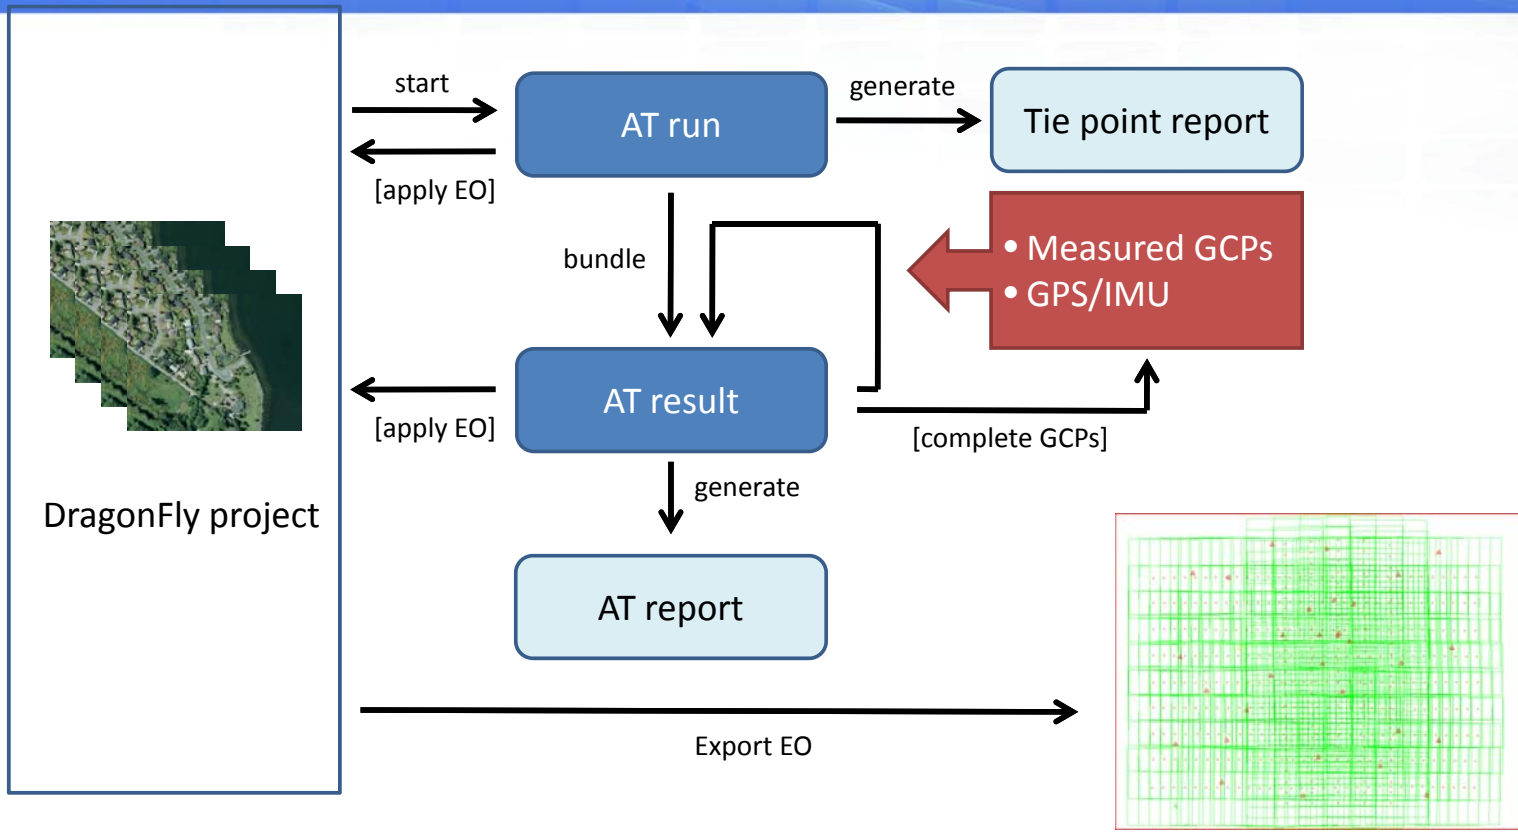 start
AT run
generate
Tie point report
[apply EO]
bundle
• Measured GCPs
• GPS/IMU
AT result
[apply EO]
[complete GCPs]
generate
DragonFly project
AT report
Export EO